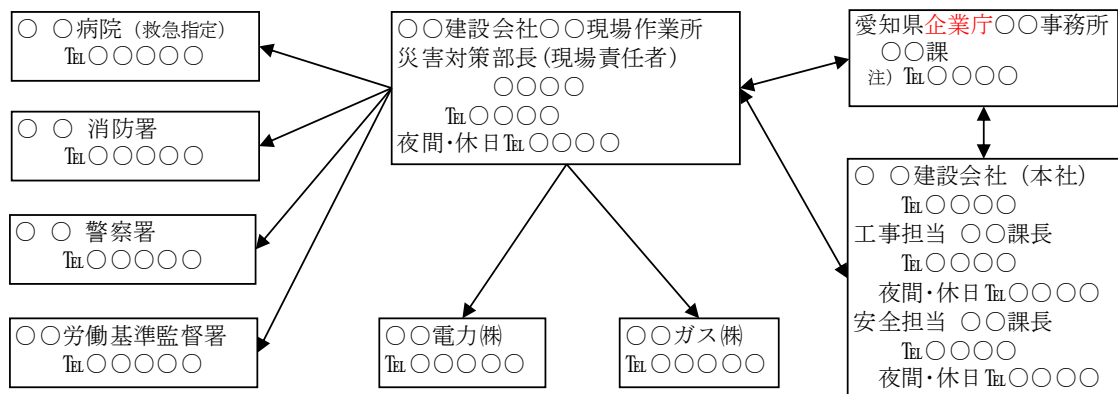 ○ ○病院（救急指定）
℡○○○○○
○ ○ 消防署
℡○○○○○
○ ○ 警察署
℡○○○○○
○○労働基準監督署
℡○○○○○
○○建設会社○○現場作業所
災害対策部長(現場責任者)
○○○○
℡○○○○
夜間・休日℡○○○○
○○電力㈱
℡○○○○○
○○ガス㈱
℡○○○○○
愛知県企業庁○○事務所
○○課
注）℡○○○○
○ ○建設会社（本社）
℡○○○○
工事担当 ○○課長
℡○○○○
夜間・休日℡○○○○
安全担当 ○○課長
℡○○○○
夜間・休日℡○○○○